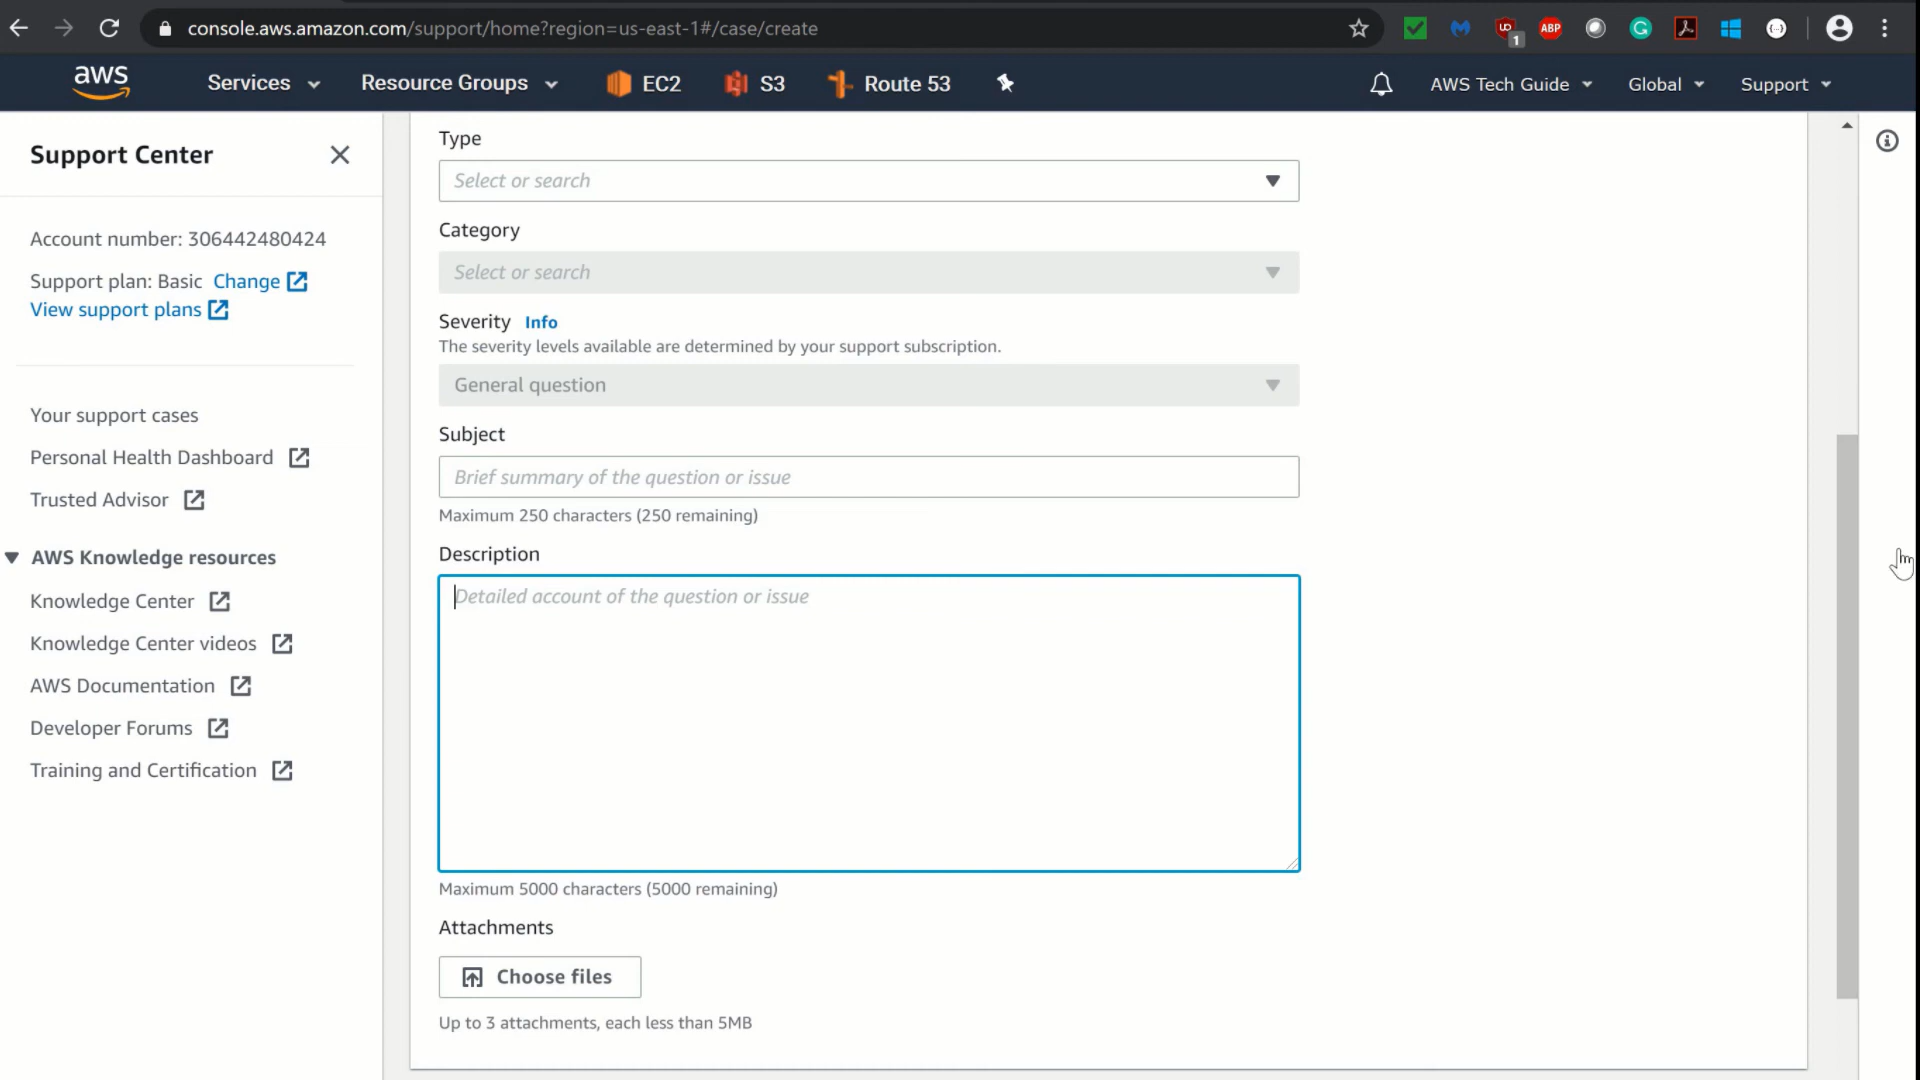 console.aws.amazon.com/support/home?region=us-east-1#/case/create
1
ABP
aws
Services
Resource Groups
EC2
S3
Route 53
AWS Tech Guide
Global
Support
Support Center
Account number: 306442480424
Support plan: Basic Change
View support plans
Your support cases
Personal Health Dashboard
Trusted Advisor
AWS Knowledge resources
Knowledge Center
Knowledge Center videos
AWS Documentation
Developer Forums
Training and Certification
Type
Select or search
Category
Select or search
Severity Info
The severity levels available are determined by your support subscription.
General question
Subject
Brief summary of the question or issue
Maximum 250 characters (250 remaining)
Description
Detailed account of the question or issue
Maximum 5000 characters (5000 remaining)
Attachments
Choose files
Up to 3 attachments, each less than 5MB